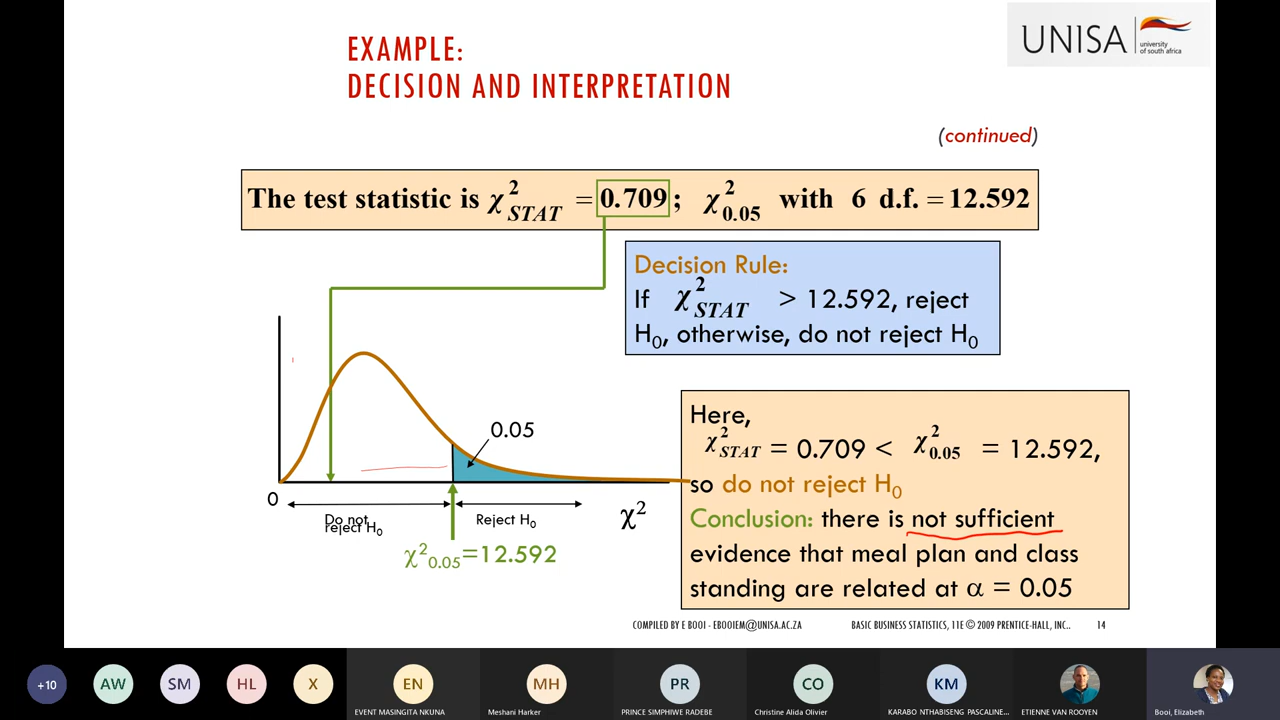 UNISA
university
of south africa
EXAMPLE:
DECISION AND INTERPRETATION
(continued)
The test statistic is χ²STAT = 0.709; χ²0.05 with 6 d.f. = 12.592
Decision Rule:
If χ²STAT > 12.592, reject
H₀, otherwise, do not reject H₀
Here,
χ²STAT = 0.709 < χ²0.05 = 12.592,
so do not reject H₀
Conclusion: there is not sufficient
evidence that meal plan and class
standing are related at α = 0.05
0.05
0
Do not
reject H₀
Reject H₀
χ²
χ²0.05=12.592
COMPILED BY E BOOI - EBOOIEM@UNISA.AC.ZA
BASIC BUSINESS STATISTICS, 11E © 2009 PRENTICE-HALL, INC..
14
+10
AW
SM
HL
X
EN
EVENT MASINGITA NKUNA
MH
Meshani Harker
PR
PRINCE SIMPHIWE RADEBE
CO
Christine Alida Olivier
KM
KARABO NTHABISENG PASCALINE...
ETIENNE VAN ROOYEN
Booi, Elizabeth